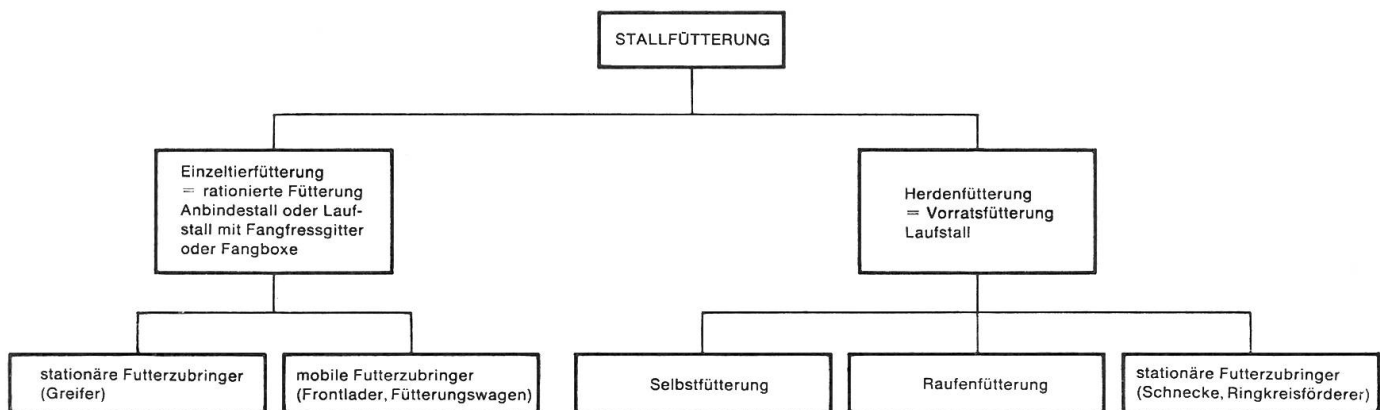 STALLFÜTTERUNG
Einzeltierfütterung
= rationierte Fütterung
Anbindestall oder Lauf-
stall mit Fangfressgitter
oder Fangboxe
Herdenfütterung
= Vorratsfütterung
Laufstall
stationäre Futterzubringer
(Greifer)
mobile Futterzubringer
(Frontlader, Fütterungswagen)
Selbstfütterung
Raufenfütterung
stationäre Futterzubringer
(Schnecke, Ringkreisförderer)